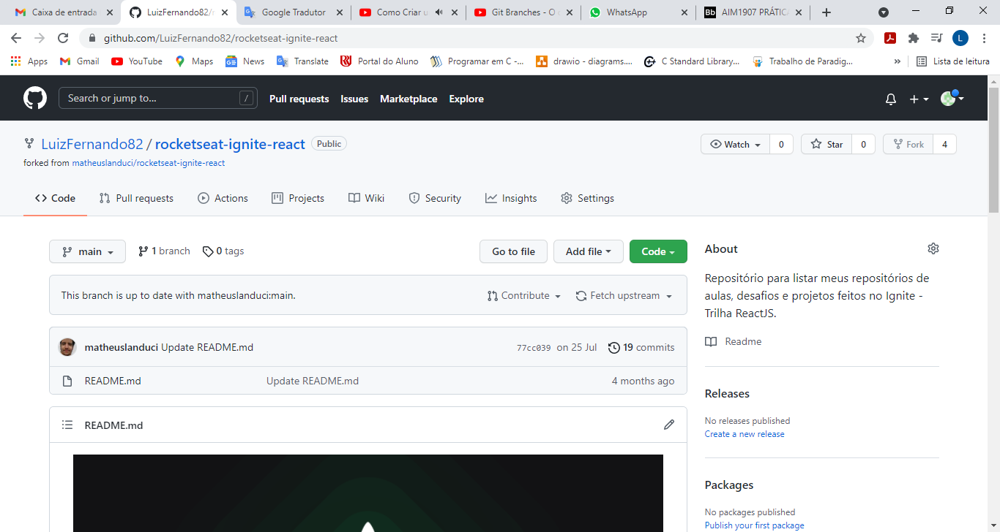 Caixa de entrada
LuizFernando82/r
Google Tradutor
Como Criar u
Git Branches - O
WhatsApp
Bb AIM1907 PRÁTICA
github.com/LuizFernando82/rocketseat-ignite-react
L
Apps
Gmail
YouTube
Maps
News
Translate
Portal do Aluno
Programar em C -...
drawio - diagrams....
C Standard Library...
Trabalho de Paradig...
»
Lista de leitura
Search or jump to...
/
Pull requests
Issues
Marketplace
Explore
LuizFernando82 / rocketseat-ignite-react
Public
Watch 0
Star 0
Fork 4
forked from matheuslanduci/rocketseat-ignite-react
Code
Pull requests
Actions
Projects
Wiki
Security
Insights
Settings
main
1 branch
0 tags
Go to file
Add file
Code
This branch is up to date with matheuslanduci:main.
Contribute
Fetch upstream
matheuslanduci Update README.md
77cc039 on 25 Jul
19 commits
README.md
Update README.md
4 months ago
README.md
About
Repositório para listar meus repositórios de
aulas, desafios e projetos feitos no Ignite -
Trilha ReactJS.
Readme
Releases
No releases published
Create a new release
Packages
No packages published
Publish your first package